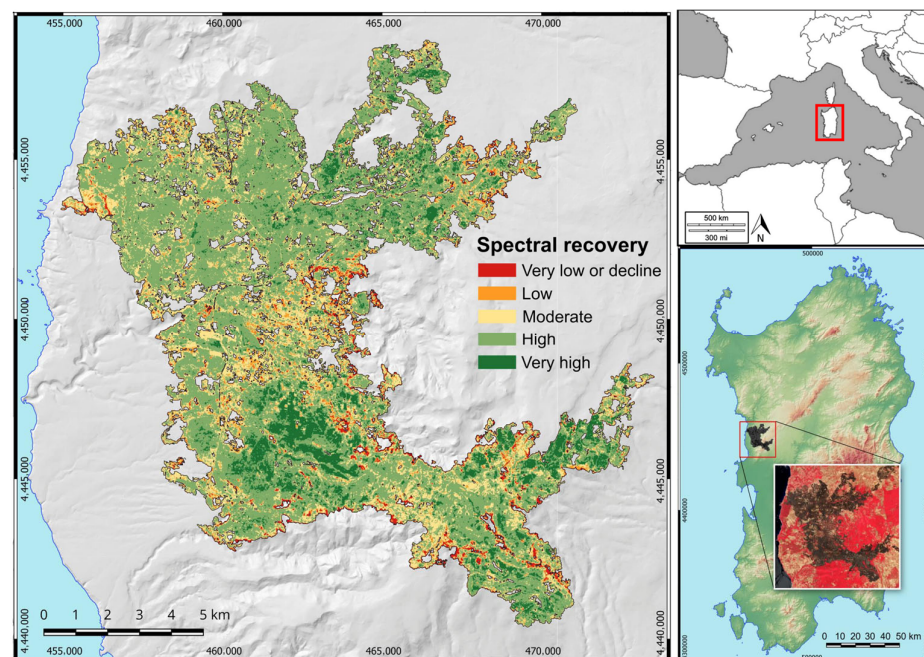 455.000 460.000 465.000 470.000
4.455.000
4.455.000
Spectral recovery
Very low or decline
Low
Moderate
High
Very high
4.450.000
4.450.000
4.445.000
4.445.000
4.440.000
4.440.000
0 1 2 3 4 5 km
455.000 460.000 465.000 470.000
500 km
300 mi
N
500000
4500000
4400000
4300000
0 10 20 30 40 50 km
500000